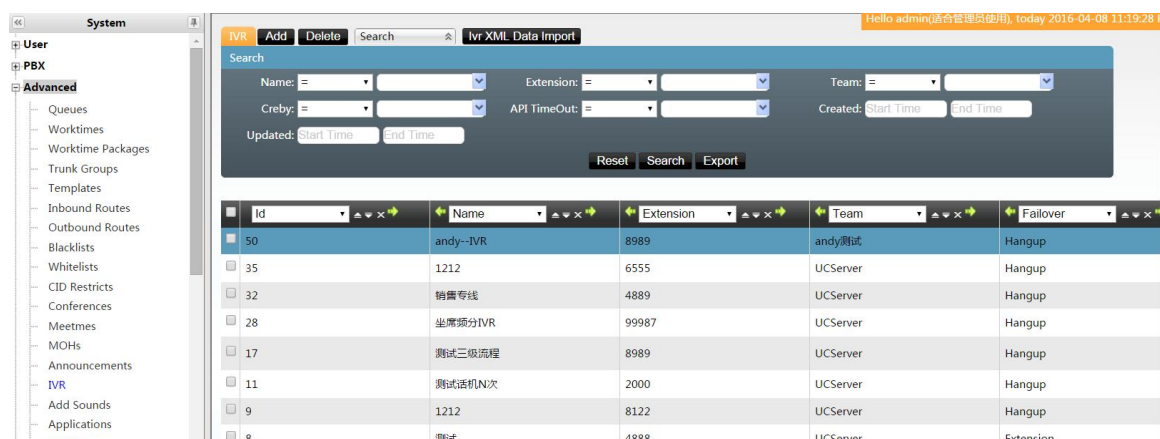 System
Hello admin(适合管理员使用), today 2016-04-08 11:19:28
User
PBX
Advanced
Queues
Worktimes
Worktime Packages
Trunk Groups
Templates
Inbound Routes
Outbound Routes
Blacklists
Whitelists
CID Restricts
Conferences
Meetmes
MOHs
Announcements
IVR
Add Sounds
Applications
IVR Add Delete Search Ivr XML Data Import
Search
Name: = Extension: = Team: =
Creby: = API TimeOut: = Created: Start Time End Time
Updated: Start Time End Time
Reset Search Export
Id Name Extension Team Failover
50 andy--IVR 8989 andy测试 Hangup
35 1212 6555 UCServer Hangup
32 销售专线 4889 UCServer Hangup
28 坐席频分IVR 99987 UCServer Hangup
17 测试三级流程 8989 UCServer Hangup
11 测试话机N次 2000 UCServer Hangup
9 1212 8122 UCServer Hangup
8 测试 4888 UCServer Extension